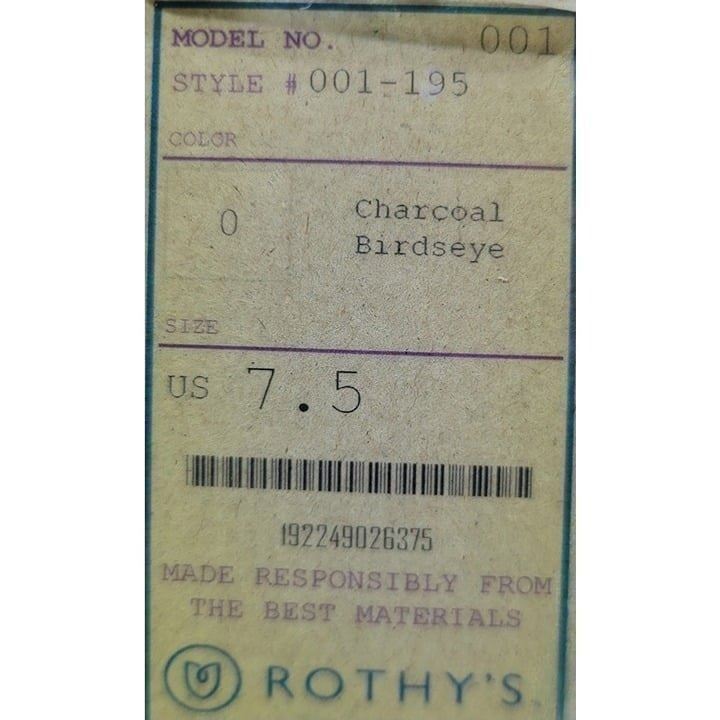 MODEL NO. 001
STYLE # 001-195
COLOR
0 Charcoal
Birdseye
SIZE
US 7.5
192249026375
MADE RESPONSIBLY FROM
THE BEST MATERIALS
ROTHY'S